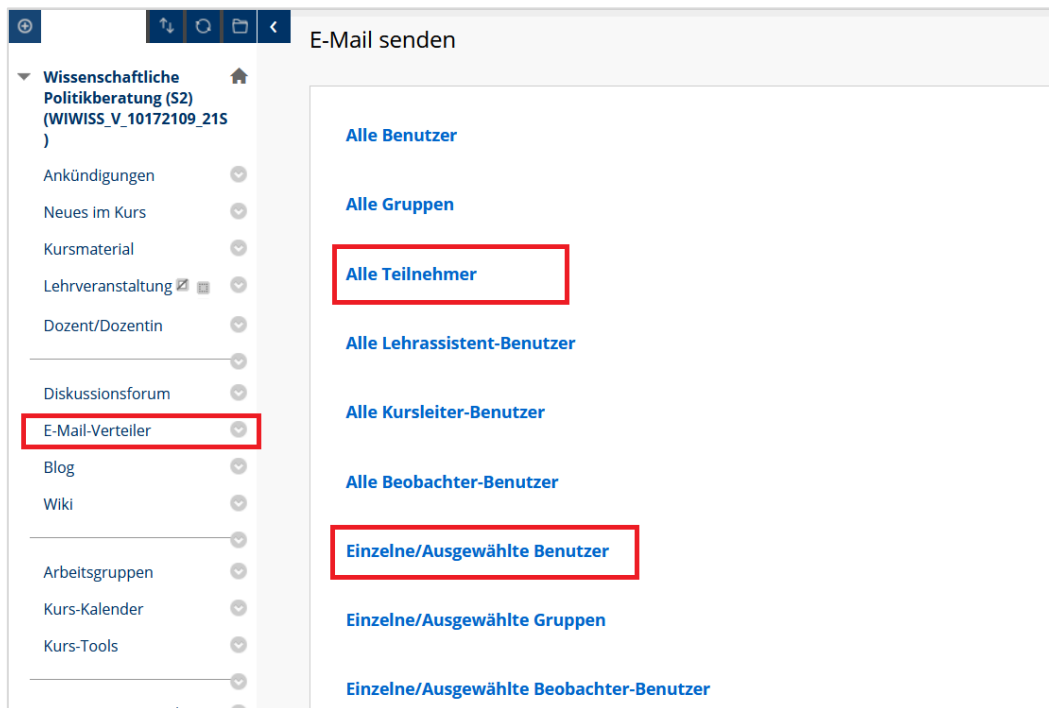 Wissenschaftliche
Politikberatung (S2)
(WIWISS_V_10172109_21S
)
Ankündigungen
Neues im Kurs
Kursmaterial
Lehrveranstaltung
Dozent/Dozentin
Diskussionsforum
E-Mail-Verteiler
Blog
Wiki
Arbeitsgruppen
Kurs-Kalender
Kurs-Tools
E-Mail senden
Alle Benutzer
Alle Gruppen
Alle Teilnehmer
Alle Lehrassistent-Benutzer
Alle Kursleiter-Benutzer
Alle Beobachter-Benutzer
Einzelne/Ausgewählte Benutzer
Einzelne/Ausgewählte Gruppen
Einzelne/Ausgewählte Beobachter-Benutzer